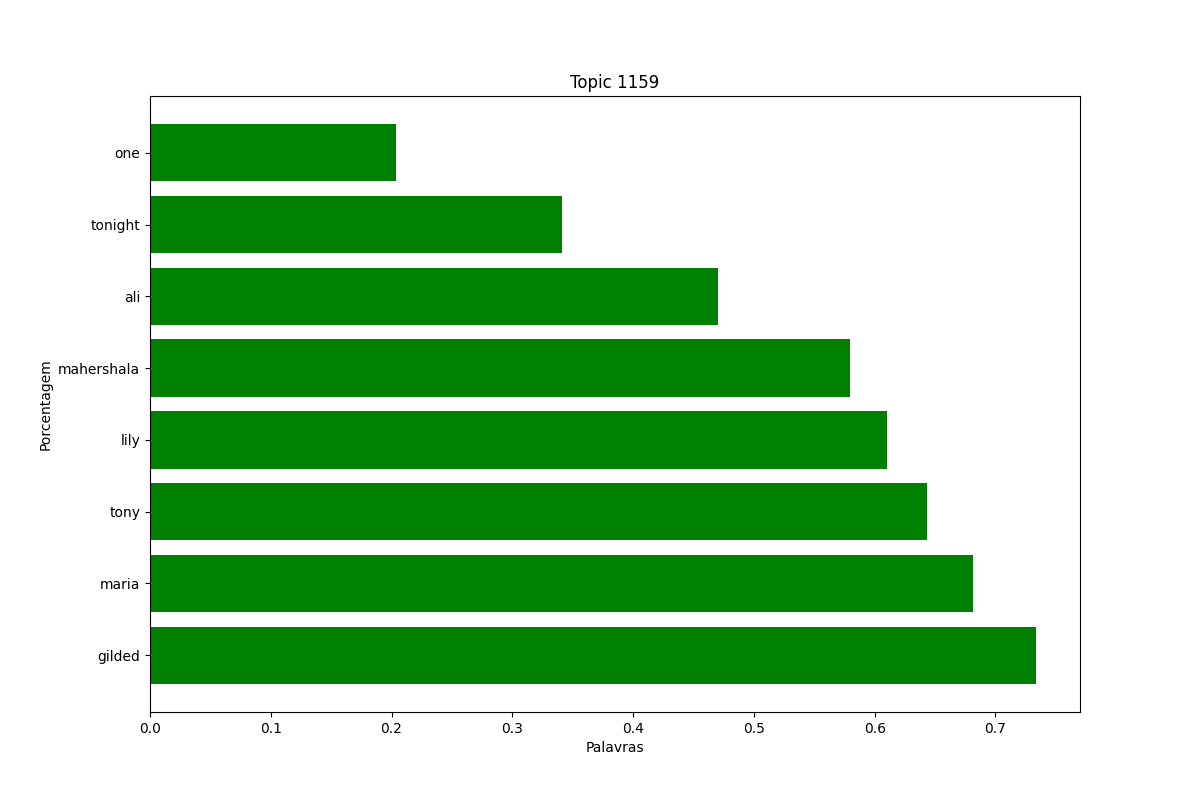 Topic 1159
one
tonight
ali
mahershala
lily
tony
maria
gilded
Porcentagem
0.0 0.1 0.2 0.3 0.4 0.5 0.6 0.7
Palavras